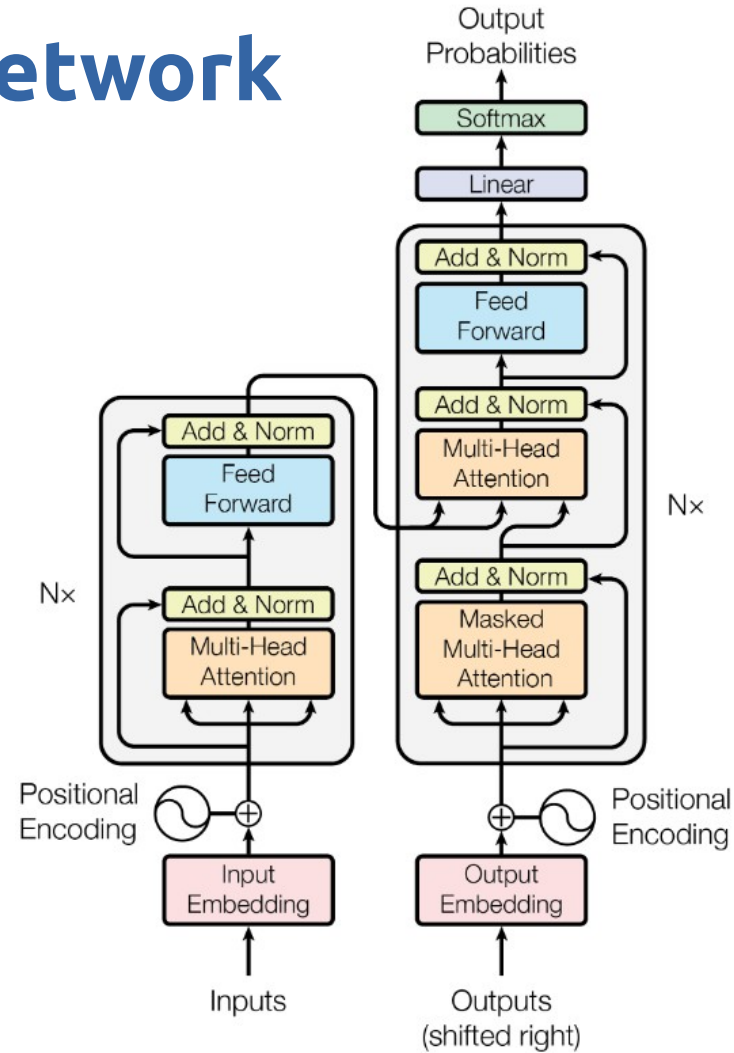 etwork
Output
Probabilities
Softmax
Linear
Add & Norm
Feed
Forward
Add & Norm
Multi-Head
Attention
Nx
Add & Norm
Masked
Multi-Head
Attention
Positional
Encoding
Output
Embedding
Outputs
(shifted right)
Add & Norm
Feed
Forward
Nx
Add & Norm
Multi-Head
Attention
Positional
Encoding
Input
Embedding
Inputs